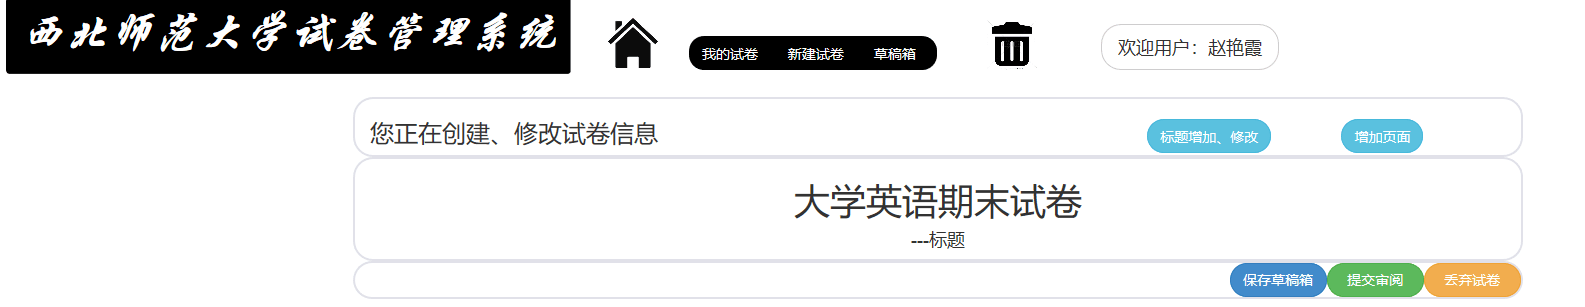 西北师范大学试卷管理系统
我的试卷 新建试卷 草稿箱
欢迎用户：赵艳霞
您正在创建、修改试卷信息
标题增加、修改 增加页面
大学英语期末试卷
---标题
保存草稿箱 提交审阅 丢弃试卷